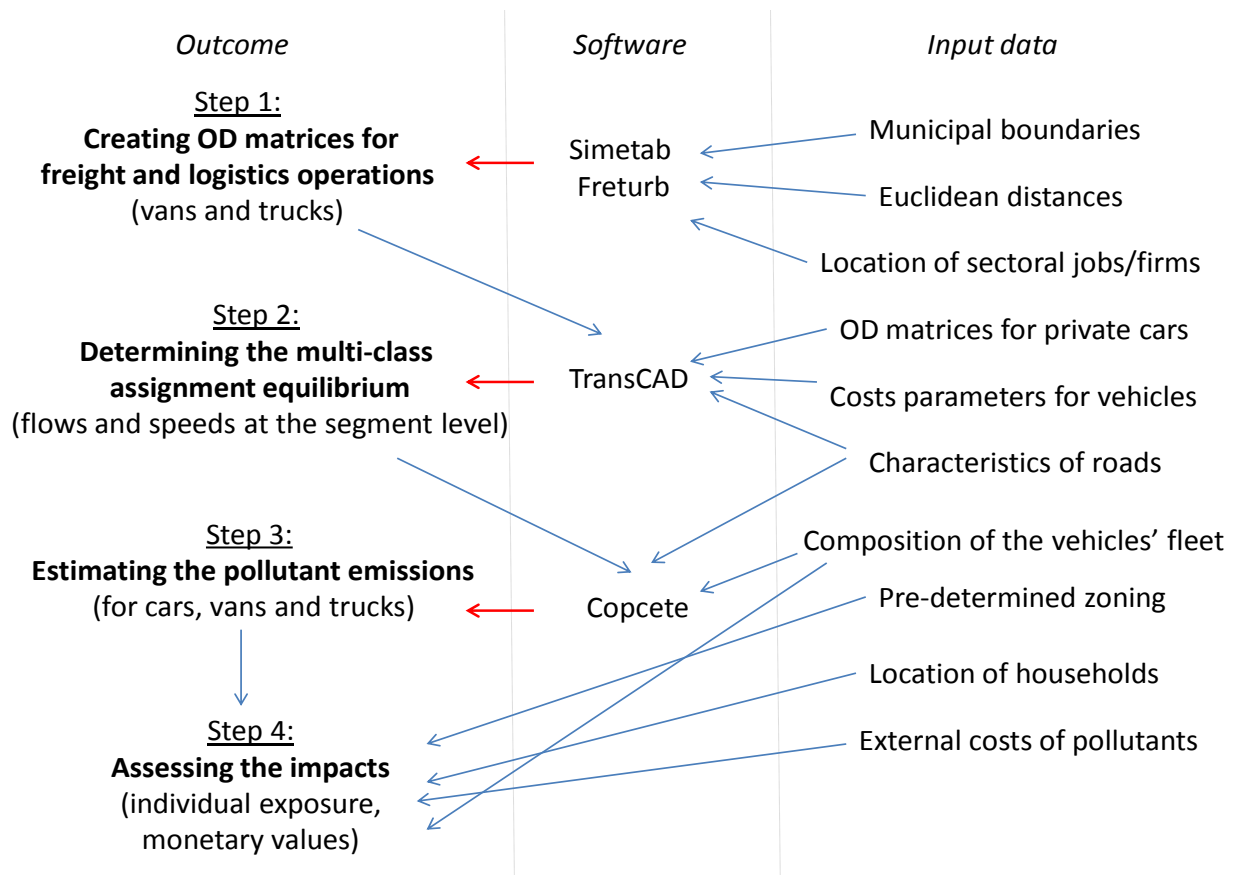 Outcome
Software
Input data
Step 1:
Creating OD matrices for
freight and logistics operations
(vans and trucks)
Simetab
Freturb
Municipal boundaries
Euclidean distances
Location of sectoral jobs/firms
Step 2:
Determining the multi-class
assignment equilibrium
(flows and speeds at the segment level)
TransCAD
OD matrices for private cars
Costs parameters for vehicles
Characteristics of roads
Step 3:
Estimating the pollutant emissions
(for cars, vans and trucks)
Copcete
Composition of the vehicles’ fleet
Pre-determined zoning
Location of households
External costs of pollutants
Step 4:
Assessing the impacts
(individual exposure,
monetary values)